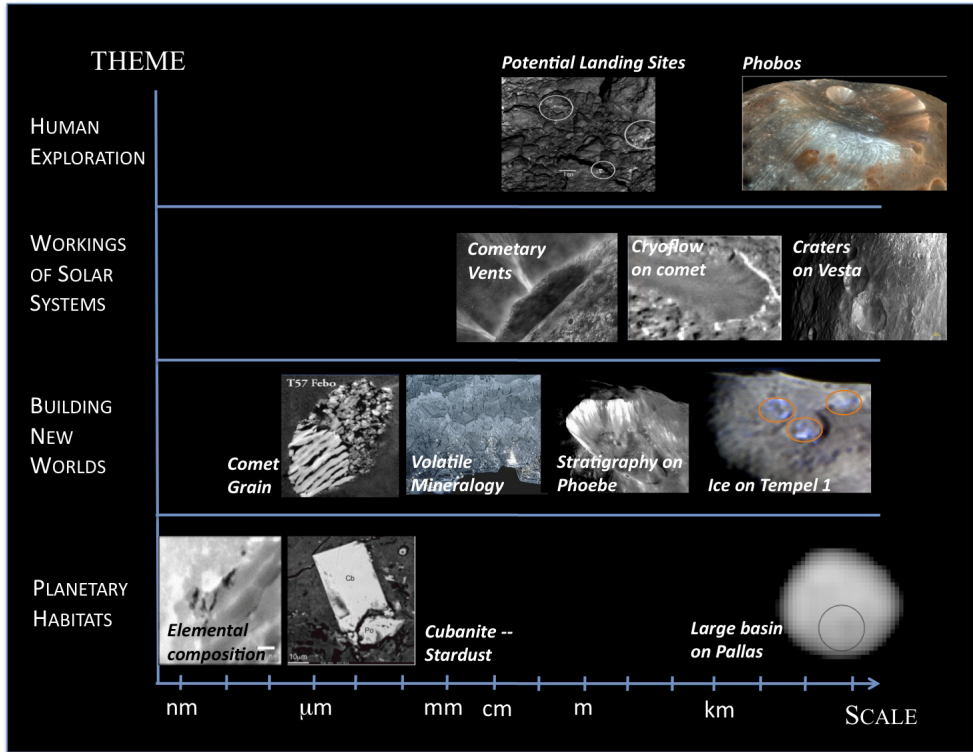 THEME
HUMAN
EXPLORATION
Potential Landing Sites
1m
Phobos
WORKINGS
OF SOLAR
SYSTEMS
Cometary
Vents
Cryoflow
on comet
Craters
on Vesta
BUILDING
NEW
WORLDS
T57 Febo
Comet
Grain
Volatile
Mineralogy
Stratigraphy on
Phoebe
Ice on Tempel 1
PLANETARY
HABITATS
Elemental
composition
Cb
Po
10μm
Cubanite --
Stardust
Large basin
on Pallas
nm
μm
mm
cm
m
km
SCALE